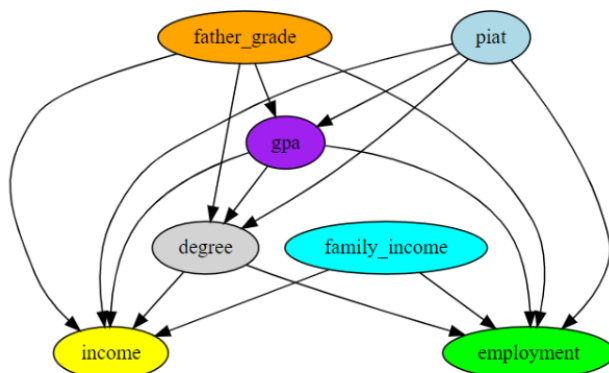 father_grade
piat
gpa
degree
family_income
income
employment